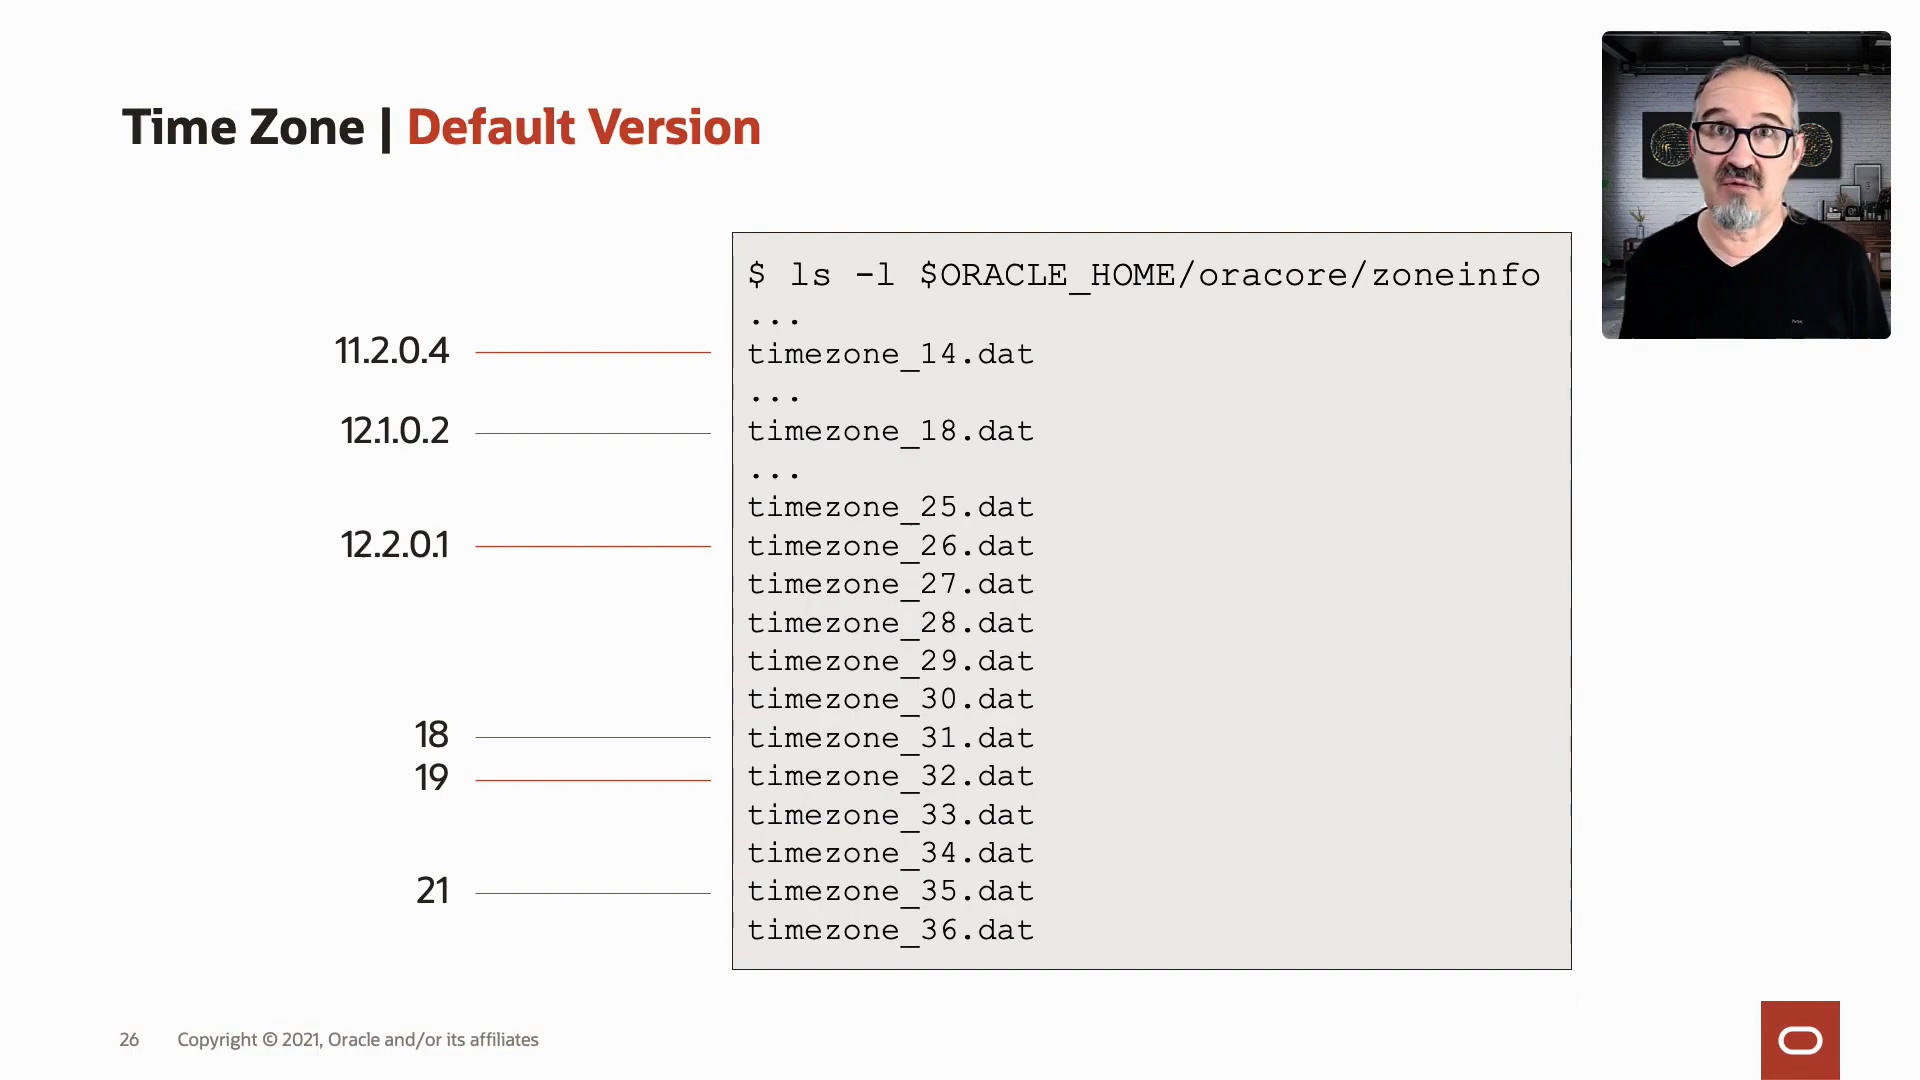 Time Zone | Default Version
$ ls -l $ORACLE_HOME/oracore/zoneinfo
...
11.2.0.4 timezone_14.dat
...
12.1.0.2 timezone_18.dat
...
timezone_25.dat
12.2.0.1 timezone_26.dat
timezone_27.dat
timezone_28.dat
timezone_29.dat
timezone_30.dat
18 timezone_31.dat
19 timezone_32.dat
timezone_33.dat
timezone_34.dat
21 timezone_35.dat
timezone_36.dat
26 Copyright © 2021, Oracle and/or its affiliates